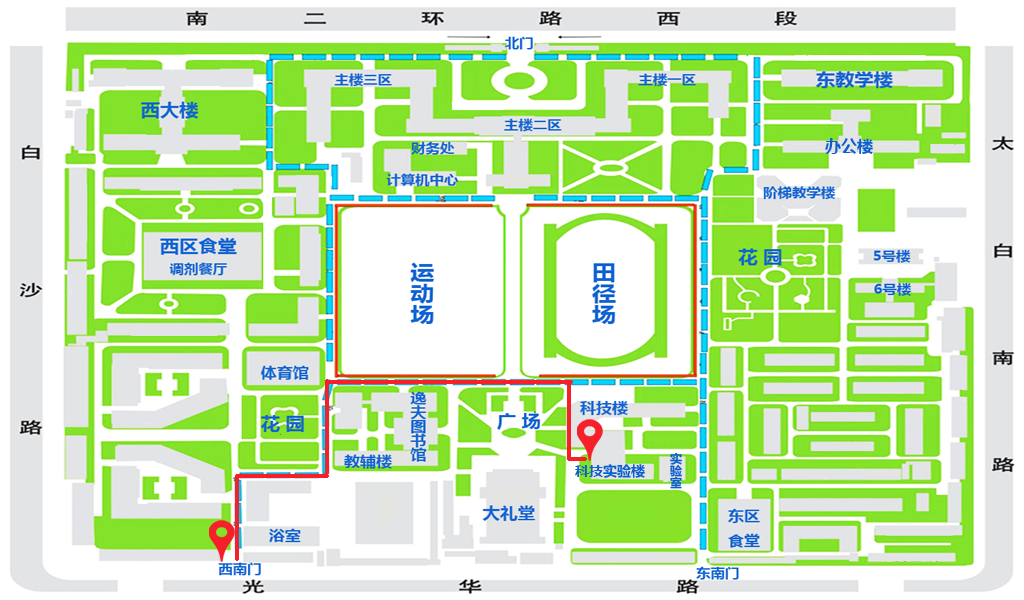 南二环路西段
北门
主楼三区
主楼一区
东教学楼
西大楼
主楼二区
办公楼
财务处
计算机中心
阶梯教学楼
白沙路
太白南路
西区食堂
调剂餐厅
运动场
田径场
花园
5号楼
6号楼
体育馆
花园
逸夫图书馆
广场
科技楼
教辅楼
科技实验楼
实验室
大礼堂
浴室
东区
食堂
西南门
东南门
光华路